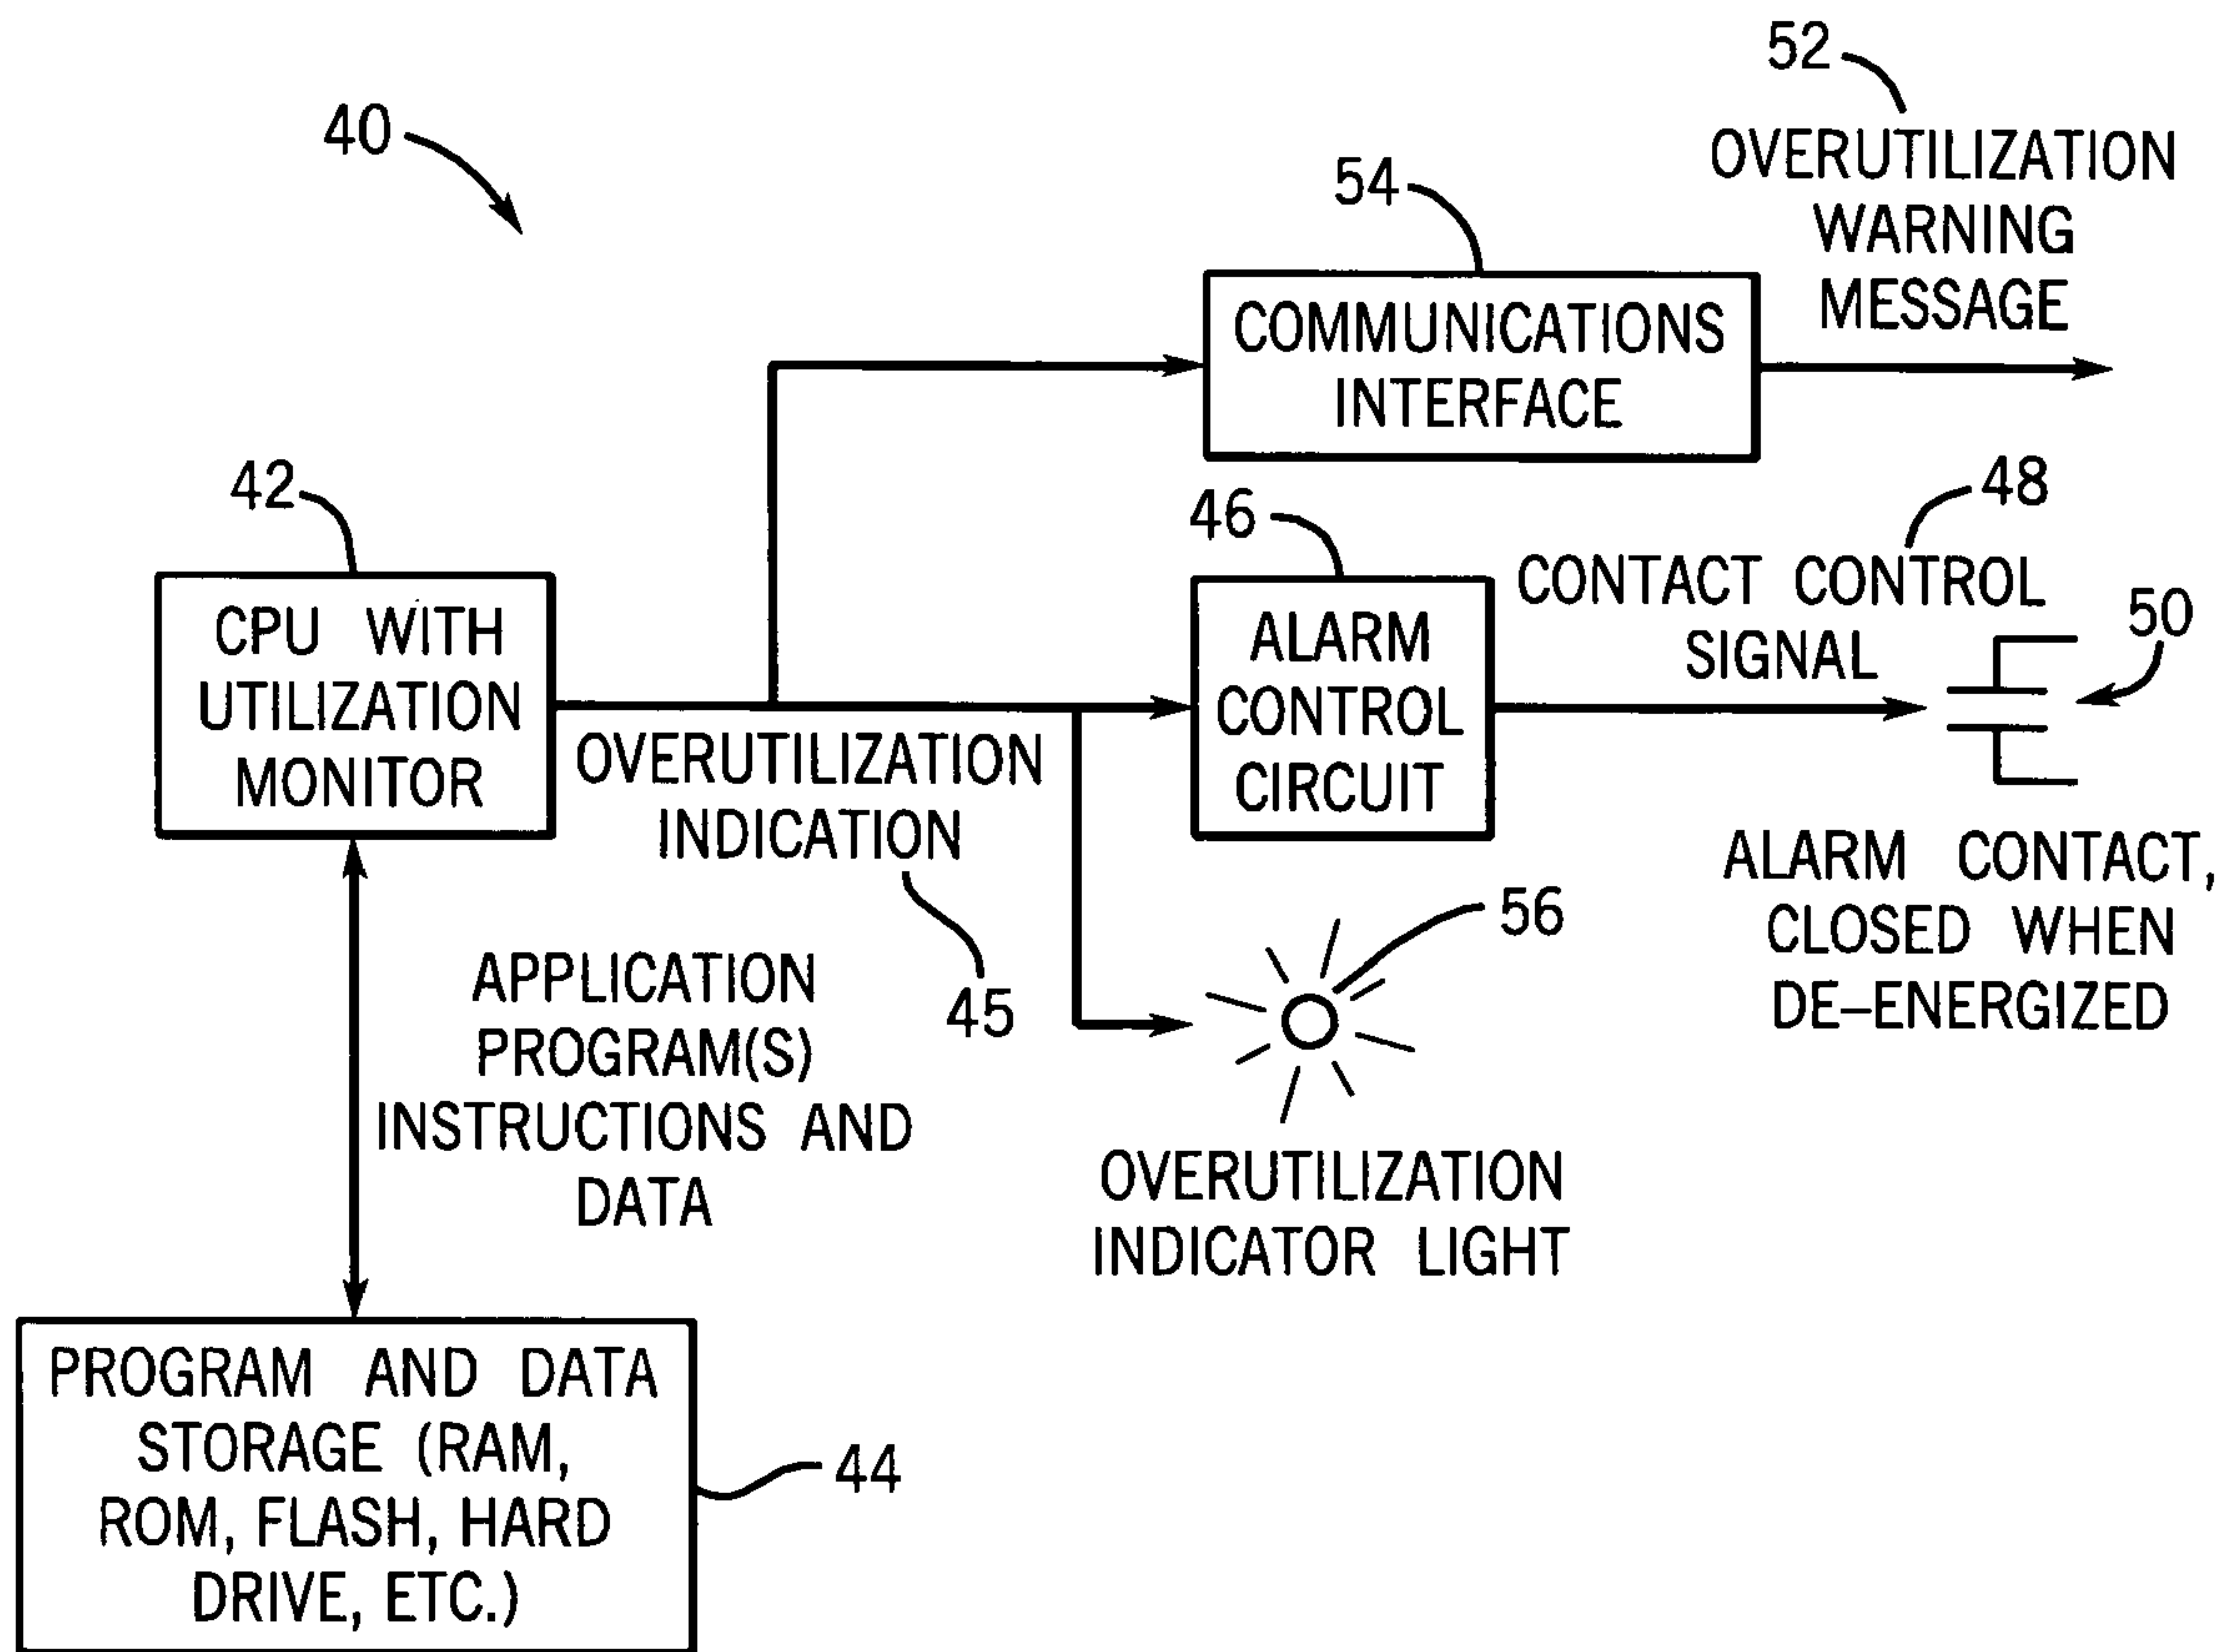 52
40
OVERUTILIZATION
WARNING
MESSAGE
54
COMMUNICATIONS
INTERFACE
42
46
48
CPU WITH
UTILIZATION
MONITOR
ALARM
CONTROL
CIRCUIT
CONTACT CONTROL
SIGNAL
50
OVERUTILIZATION
INDICATION
45
ALARM CONTACT,
CLOSED WHEN
DE–ENERGIZED
56
APPLICATION
PROGRAM(S)
INSTRUCTIONS AND
DATA
OVERUTILIZATION
INDICATOR LIGHT
PROGRAM AND DATA
STORAGE (RAM,
ROM, FLASH, HARD
DRIVE, ETC.)
44